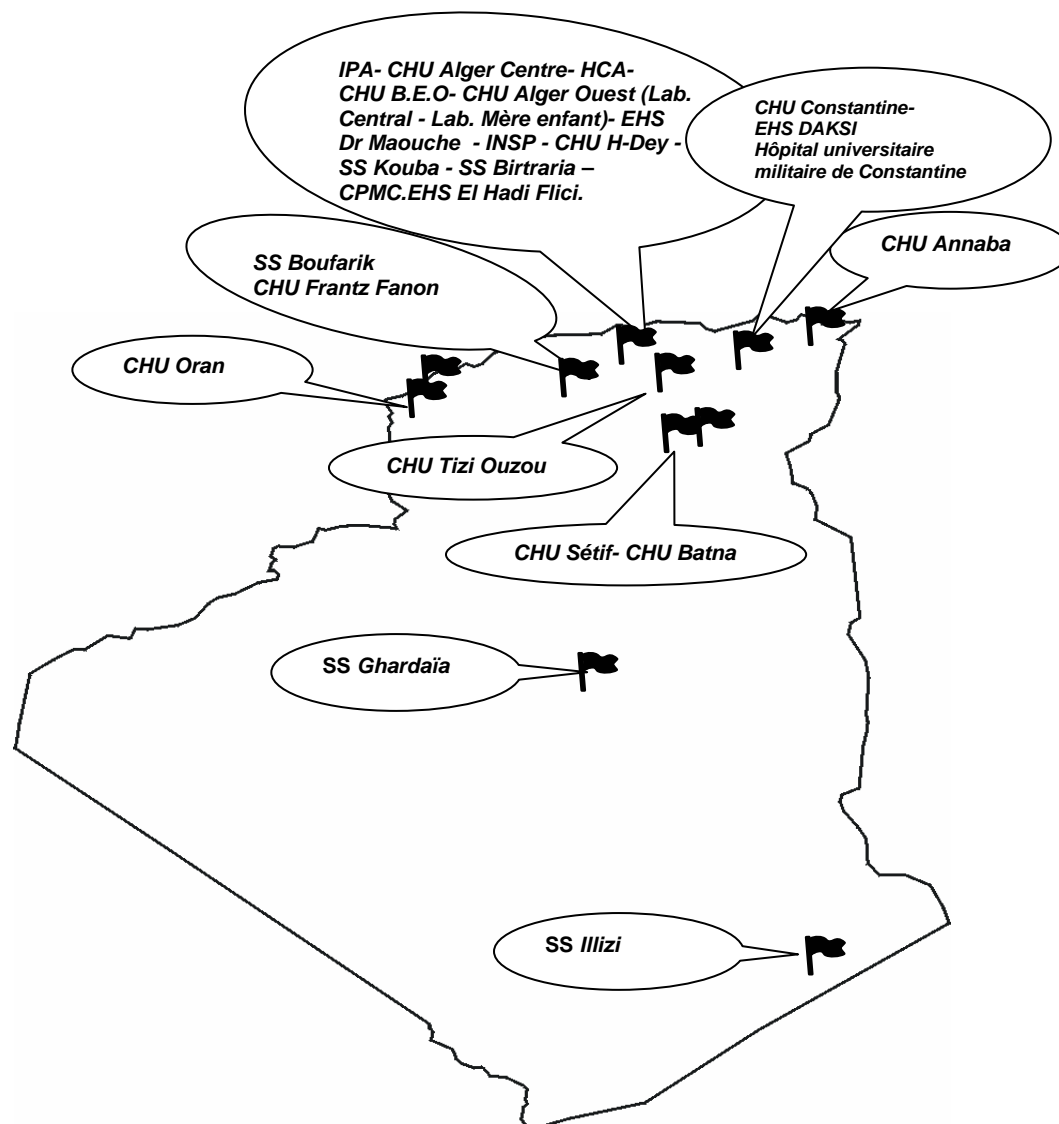 IPA- CHU Alger Centre- HCA-
CHU B.E.O- CHU Alger Ouest (Lab.
Central - Lab. Mère enfant)- EHS
Dr Maouche - INSP - CHU H-Dey -
SS Kouba - SS Birtraria –
CPMC.EHS El Hadi Flici.
CHU Constantine-
EHS DAKSI
Hôpital universitaire
militaire de Constantine
CHU Annaba
SS Boufarik
CHU Frantz Fanon
CHU Oran
CHU Tizi Ouzou
CHU Sétif- CHU Batna
SS Ghardaïa
SS Illizi